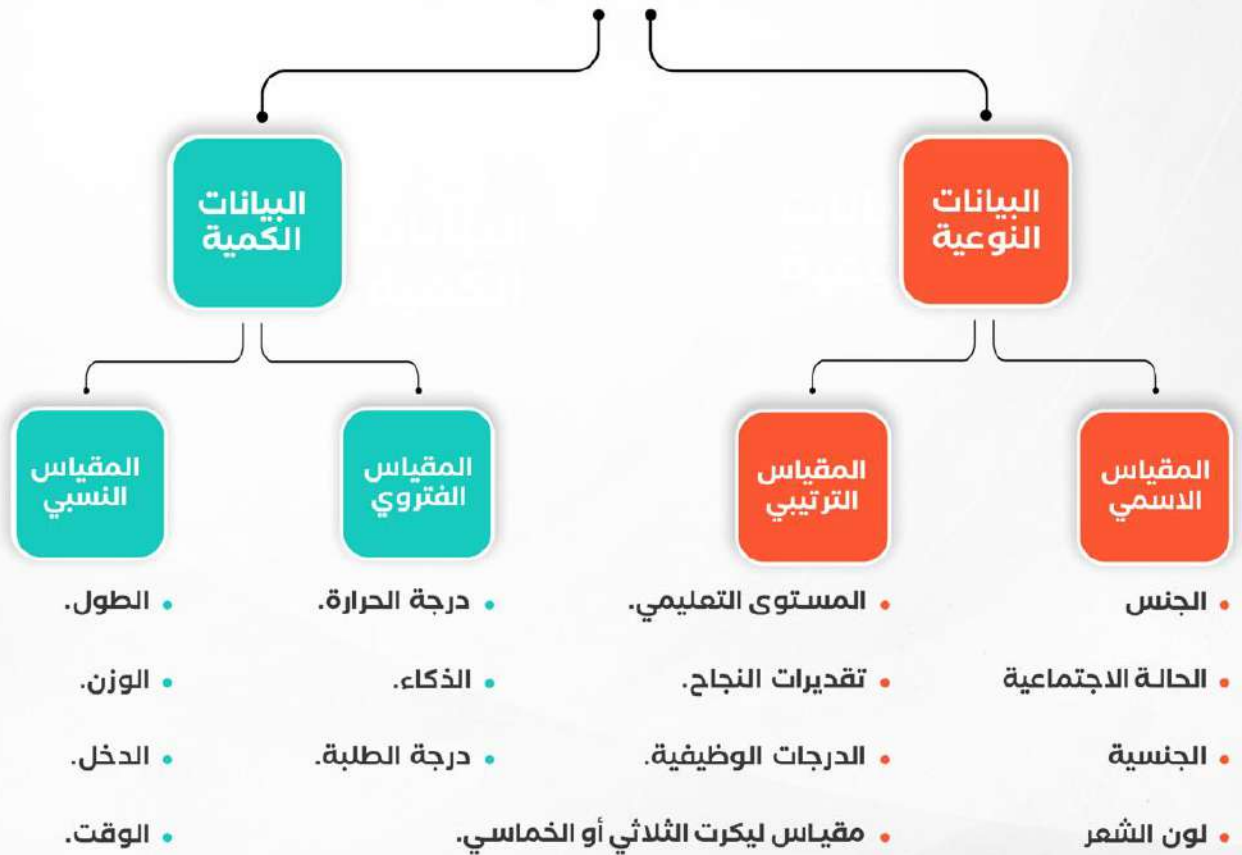 البيانات
النوعية
البيانات
الكمية
المقياس
الاسمي
المقياس
الترتيبي
المقياس
الفتروي
المقياس
النسبي
• الجنس
• الحالة الاجتماعية
• الجنسية
• لون الشعر
• المستوى التعليمي.
• تقديرات النجاح.
• الدرجات الوظيفية.
• مقياس ليكرت الثلاثي أو الخماسي.
• درجة الحرارة.
• الذكاء.
• درجة الطلبة.
• الطول.
• الوزن.
• الدخل.
• الوقت.